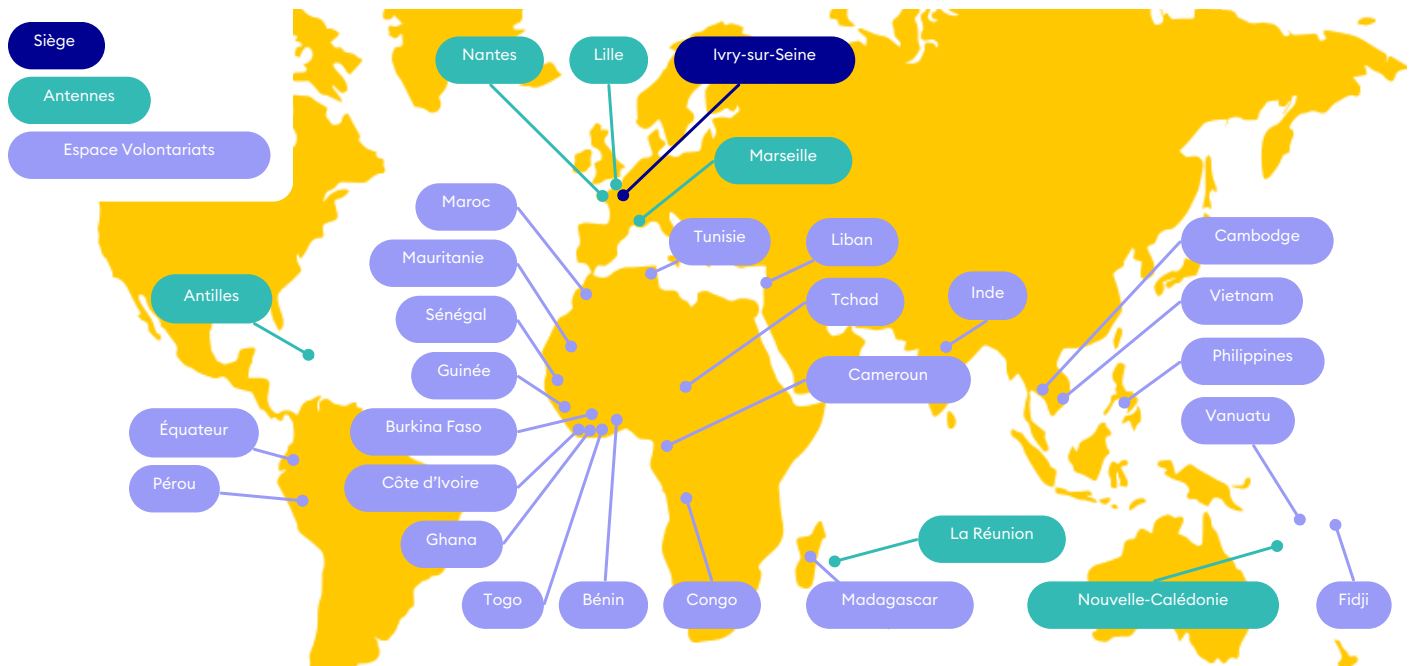 Siège
Antennes
Espace Volontariats
Nantes
Lille
Ivry-sur-Seine
Marseille
Maroc
Mauritanie
Sénégal
Guinée
Burkina Faso
Côte d'Ivoire
Ghana
Togo
Bénin
Congo
Tunisie
Liban
Tchad
Cameroun
Inde
Cambodge
Vietnam
Philippines
Vanuatu
Antilles
Équateur
Pérou
La Réunion
Madagascar
Nouvelle-Calédonie
Fidji